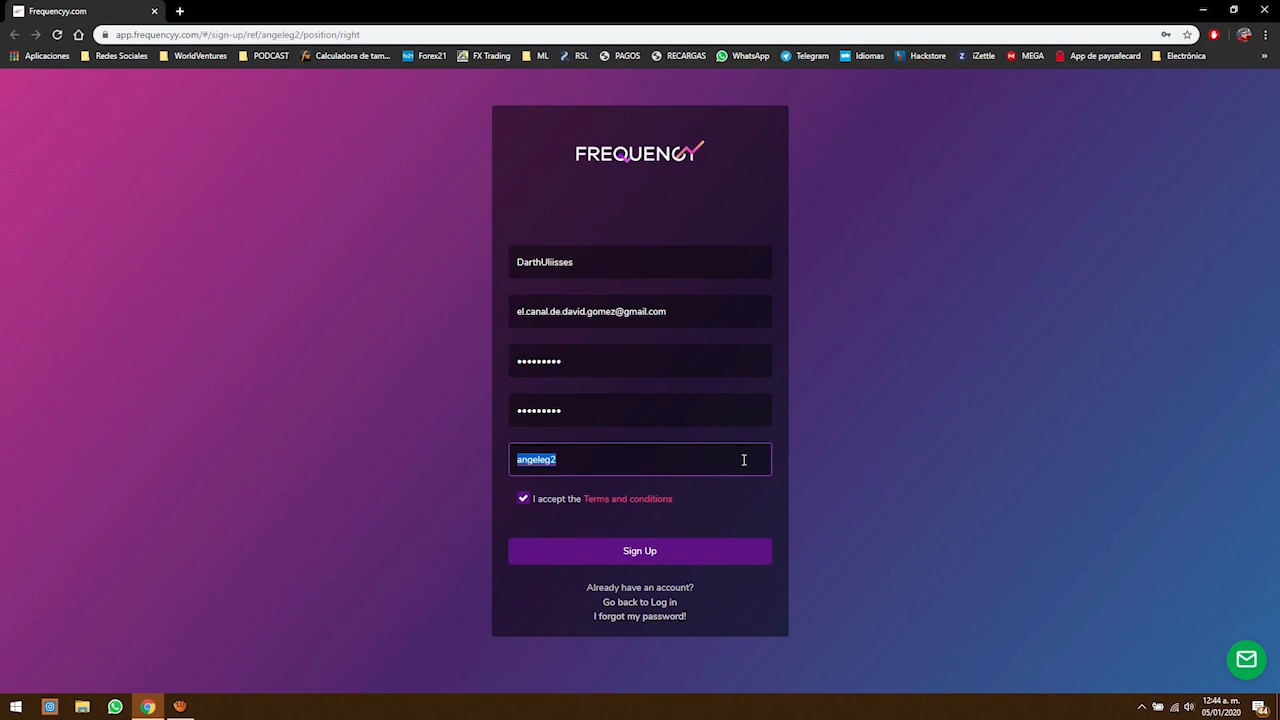 Frequencyy.com
app.frequencyy.com/#/sign-up/ref/angeleg2/position/right
Aplicaciones Redes Sociales WorldVentures PODCAST Calculadora de tam... fx21 Forex21 FX Trading ML RSL PAGOS RECARGAS WhatsApp Telegram Idiomas Hackstore Z iZettle M MEGA App de paysafecard Electrónica »
FREQUENCY
DarthUliisses
el.canal.de.david.gomez@gmail.com
•••••••••
•••••••••
angeleg2
I accept the Terms and conditions
Sign Up
Already have an account?
Go back to Log in
I forgot my password!
12:44 a. m.
05/01/2020
44